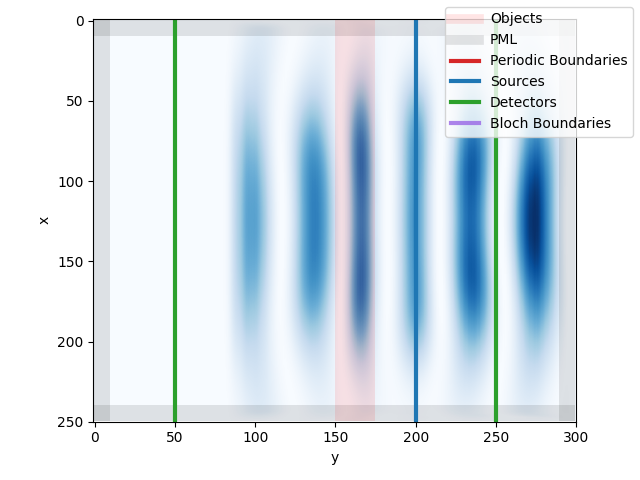 Objects
PML
Periodic Boundaries
Sources
Detectors
Bloch Boundaries
0
50
100
150
200
250
x
0
50
100
150
200
250
300
y